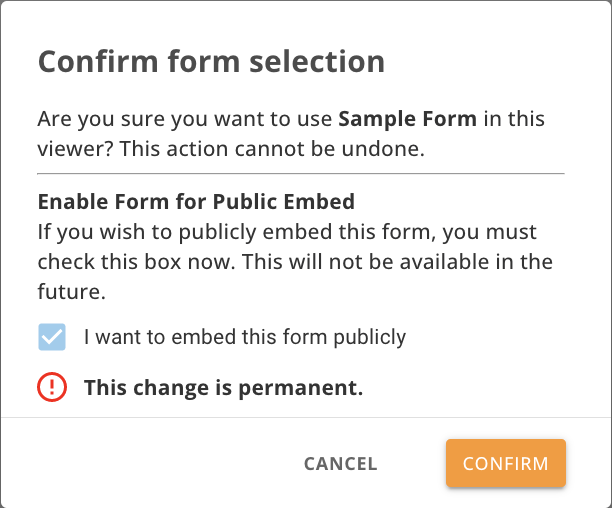 Confirm form selection
Are you sure you want to use Sample Form in this
viewer? This action cannot be undone.
Enable Form for Public Embed
If you wish to publicly embed this form, you must
check this box now. This will not be available in the
future.
I want to embed this form publicly
This change is permanent.
CANCEL
CONFIRM